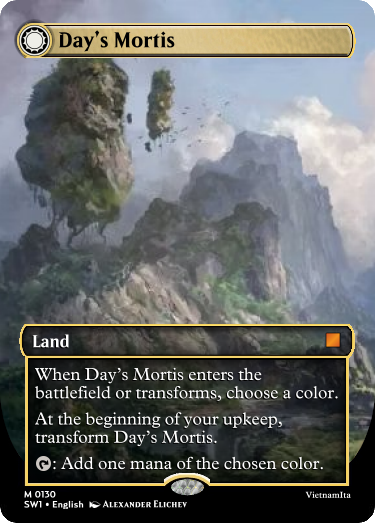 Day's Mortis
Land
When Day's Mortis enters the
battlefield or transforms, choose a color.
At the beginning of your upkeep,
transform Day's Mortis.
: Add one mana of the chosen color.
M 0130
SW1 • English Alexander Elichev
VietnamIta